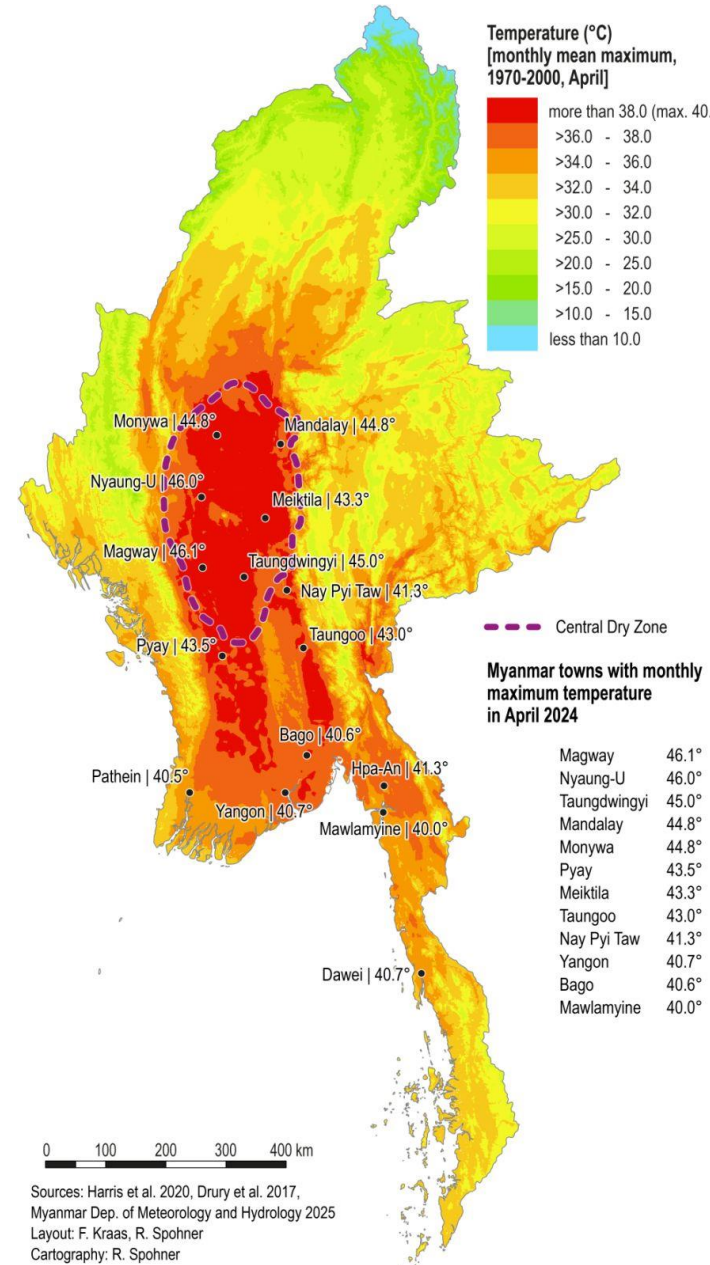 Temperature (°C)
[monthly mean maximum,
1970-2000, April]
more than 38.0 (max. 40.
>36.0 - 38.0
>34.0 - 36.0
>32.0 - 34.0
>30.0 - 32.0
>25.0 - 30.0
>20.0 - 25.0
>15.0 - 20.0
>10.0 - 15.0
less than 10.0
Monywa | 44.8°
Mandalay | 44.8°
Nyaung-U | 46.0°
Meiktila | 43.3°
Magway | 46.1°
Taungdwingyi | 45.0°
Nay Pyi Taw | 41.3°
Taungoo | 43.0°
Pyay | 43.5°
Bago | 40.6°
Hpa-An | 41.3°
Pathein | 40.5°
Yangon | 40.7°
Mawlamyine | 40.0°
Dawei | 40.7°
Central Dry Zone
Myanmar towns with monthly
maximum temperature
in April 2024
Magway 46.1°
Nyaung-U 46.0°
Taungdwingyi 45.0°
Mandalay 44.8°
Monywa 44.8°
Pyay 43.5°
Meiktila 43.3°
Taungoo 43.0°
Nay Pyi Taw 41.3°
Yangon 40.7°
Bago 40.6°
Mawlamyine 40.0°
0 100 200 300 400 km
Sources: Harris et al. 2020, Drury et al. 2017,
Myanmar Dep. of Meteorology and Hydrology 2025
Layout: F. Kraas, R. Spohner
Cartography: R. Spohner